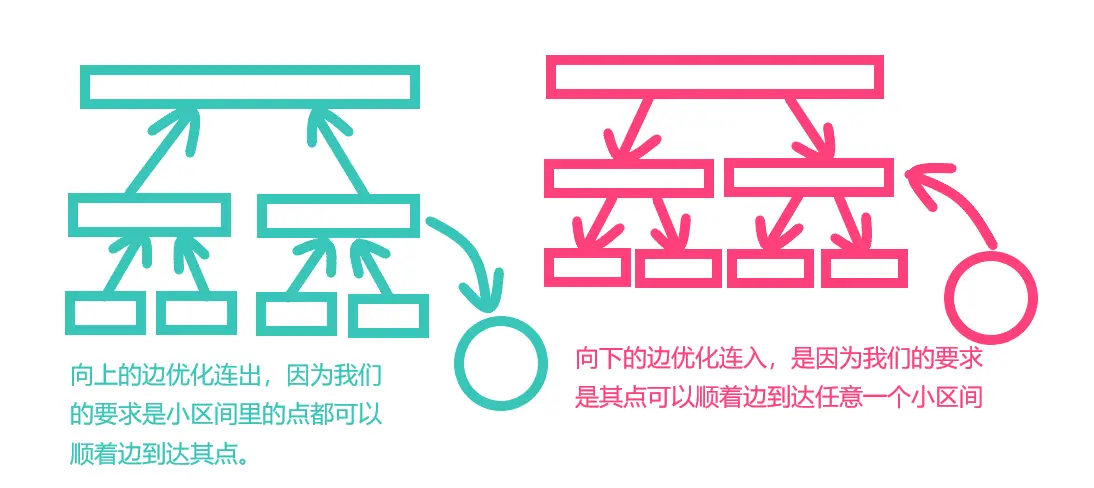 向上的边优化连出，因为我们
的要求是小区间里的点都可以
顺着边到达其点。
向下的边优化连入，是因为我们的要求
是其点可以顺着边到达任意一个小区间